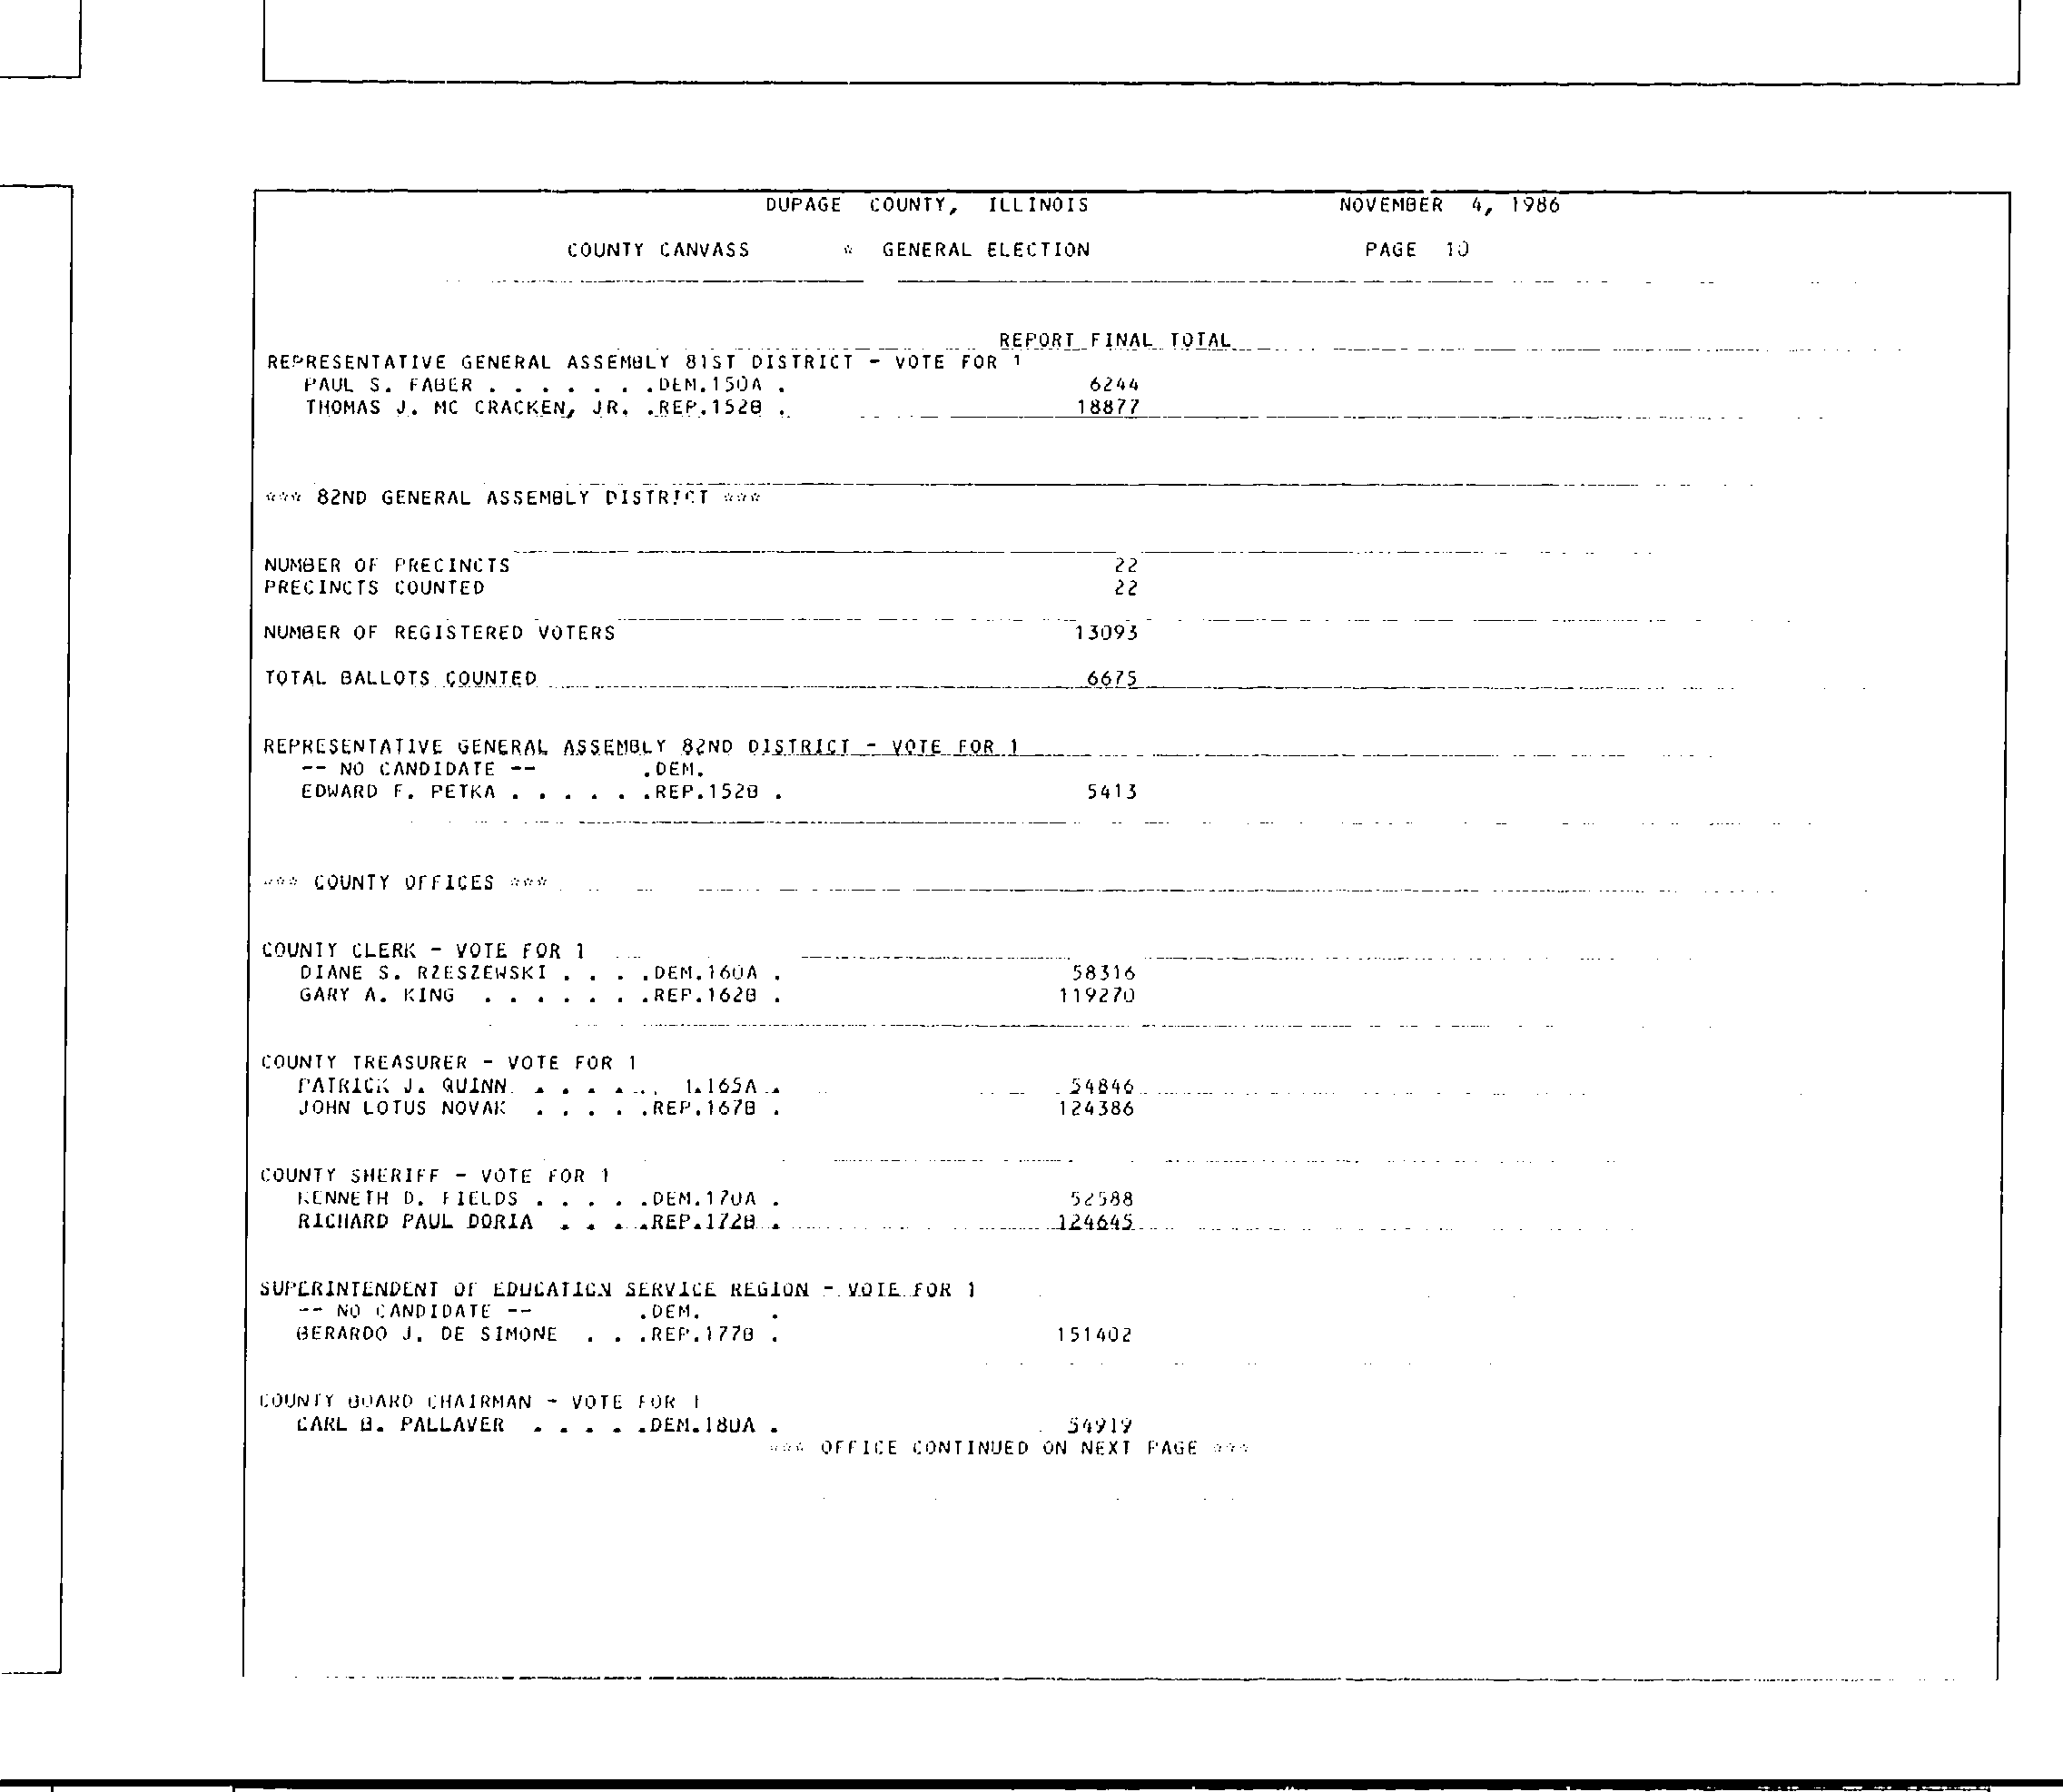 DUPAGE COUNTY, ILLINOIS NOVEMBER 4, 1986
COUNTY CANVASS * GENERAL ELECTION PAGE 10
REPORT FINAL TOTAL
REPRESENTATIVE GENERAL ASSEMBLY 81ST DISTRICT - VOTE FOR 1
PAUL S. FABER . . . . . . .DEM.150A . 6244
THOMAS J. MC CRACKEN, JR. .REP.152B . 18877
*** 82ND GENERAL ASSEMBLY DISTRICT ***
NUMBER OF PRECINCTS 22
PRECINCTS COUNTED 22
NUMBER OF REGISTERED VOTERS 13093
TOTAL BALLOTS COUNTED 6675
REPRESENTATIVE GENERAL ASSEMBLY 82ND DISTRICT - VOTE FOR 1
-- NO CANDIDATE -- .DEM.
EDWARD F. PETKA . . . . . .REP.152B . 5413
*** COUNTY OFFICES ***
COUNTY CLERK - VOTE FOR 1
DIANE S. RZESZEWSKI . . . .DEM.160A . 58316
GARY A. KING . . . . . . .REP.162B . 119270
COUNTY TREASURER - VOTE FOR 1
PATRICK J. QUINN . . . . . . 1.165A . 54846
JOHN LOTUS NOVAK . . . . .REP.167B . 124386
COUNTY SHERIFF - VOTE FOR 1
KENNETH D. FIELDS . . . . .DEM.170A . 52588
RICHARD PAUL DORIA . . . .REP.172B . 124645
SUPERINTENDENT OF EDUCATION SERVICE REGION - VOTE FOR 1
-- NO CANDIDATE -- .DEM. .
BERARDO J. DE SIMONE . . .REP.177B . 151402
COUNTY BOARD CHAIRMAN - VOTE FOR 1
CARL B. PALLAVER . . . . .DEM.180A . 54919
*** OFFICE CONTINUED ON NEXT PAGE ***